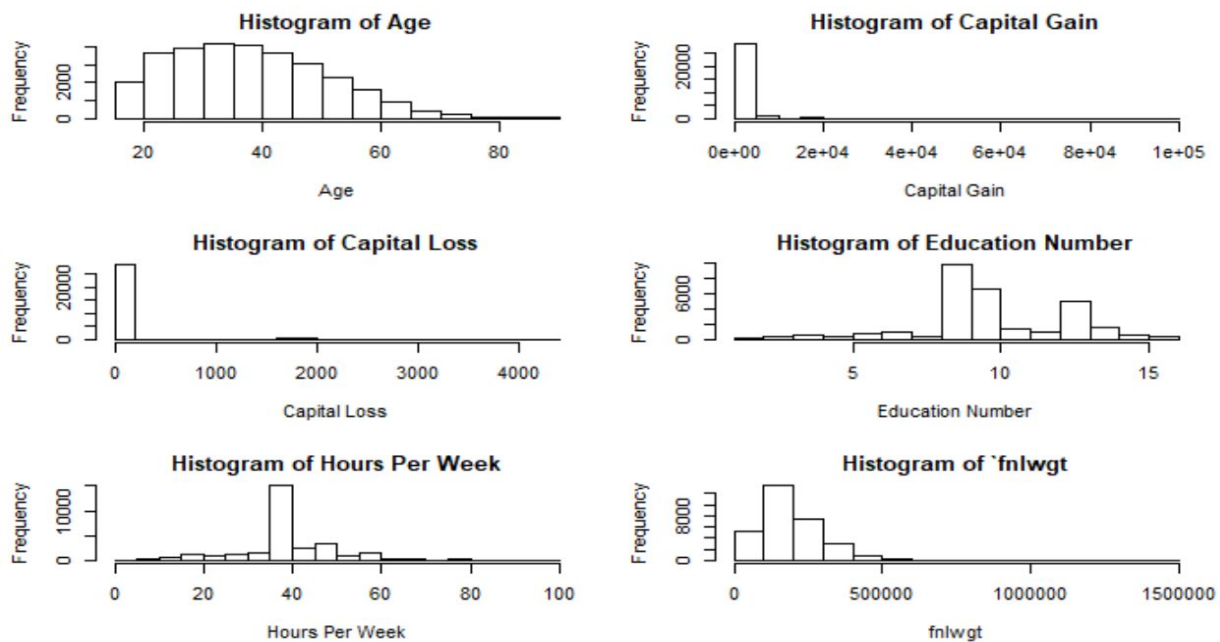 Histogram of Age
Frequency
0
2000
20
40
60
80
Age
Histogram of Capital Gain
Frequency
0
20000
0e+00
2e+04
4e+04
6e+04
8e+04
1e+05
Capital Gain
Histogram of Capital Loss
Frequency
0
20000
0
1000
2000
3000
4000
Capital Loss
Histogram of Education Number
Frequency
0
6000
5
10
15
Education Number
Histogram of Hours Per Week
Frequency
0
10000
0
20
40
60
80
100
Hours Per Week
Histogram of `fnlwgt
Frequency
0
8000
0
500000
1000000
1500000
fnlwgt